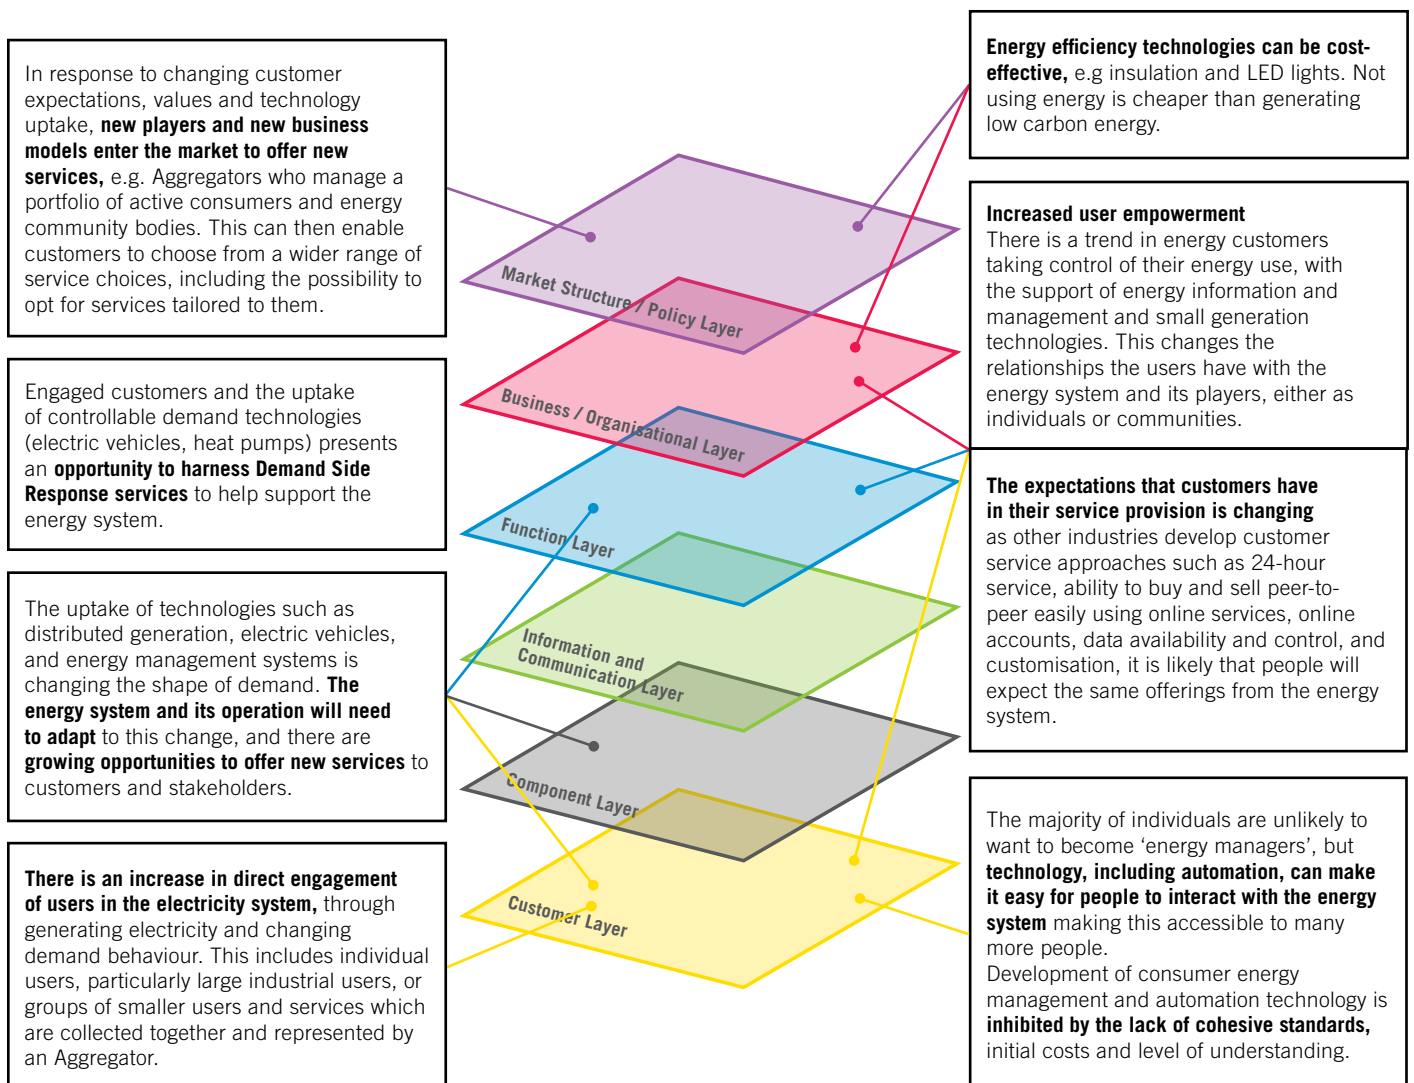 In response to changing customer
expectations, values and technology
uptake, new players and new business
models enter the market to offer new
services, e.g. Aggregators who manage a
portfolio of active consumers and energy
community bodies. This can then enable
customers to choose from a wider range of
service choices, including the possibility to
opt for services tailored to them.
Engaged customers and the uptake
of controllable demand technologies
(electric vehicles, heat pumps) presents
an opportunity to harness Demand Side
Response services to help support the
energy system.
The uptake of technologies such as
distributed generation, electric vehicles,
and energy management systems is
changing the shape of demand. The
energy system and its operation will need
to adapt to this change, and there are
growing opportunities to offer new services to
customers and stakeholders.
There is an increase in direct engagement
of users in the electricity system, through
generating electricity and changing
demand behaviour. This includes individual
users, particularly large industrial users, or
groups of smaller users and services which
are collected together and represented by
an Aggregator.
Market Structure / Policy Layer
Business / Organisational Layer
Function Layer
Information and
Communication Layer
Component Layer
Customer Layer
Energy efficiency technologies can be cost-
effective, e.g insulation and LED lights. Not
using energy is cheaper than generating
low carbon energy.
Increased user empowerment
There is a trend in energy customers
taking control of their energy use, with
the support of energy information and
management and small generation
technologies. This changes the
relationships the users have with the
energy system and its players, either as
individuals or communities.
The expectations that customers have
in their service provision is changing
as other industries develop customer
service approaches such as 24-hour
service, ability to buy and sell peer-to-
peer easily using online services, online
accounts, data availability and control, and
customisation, it is likely that people will
expect the same offerings from the energy
system.
The majority of individuals are unlikely to
want to become ‘energy managers’, but
technology, including automation, can make
it easy for people to interact with the energy
system making this accessible to many
more people.
Development of consumer energy
management and automation technology is
inhibited by the lack of cohesive standards,
initial costs and level of understanding.